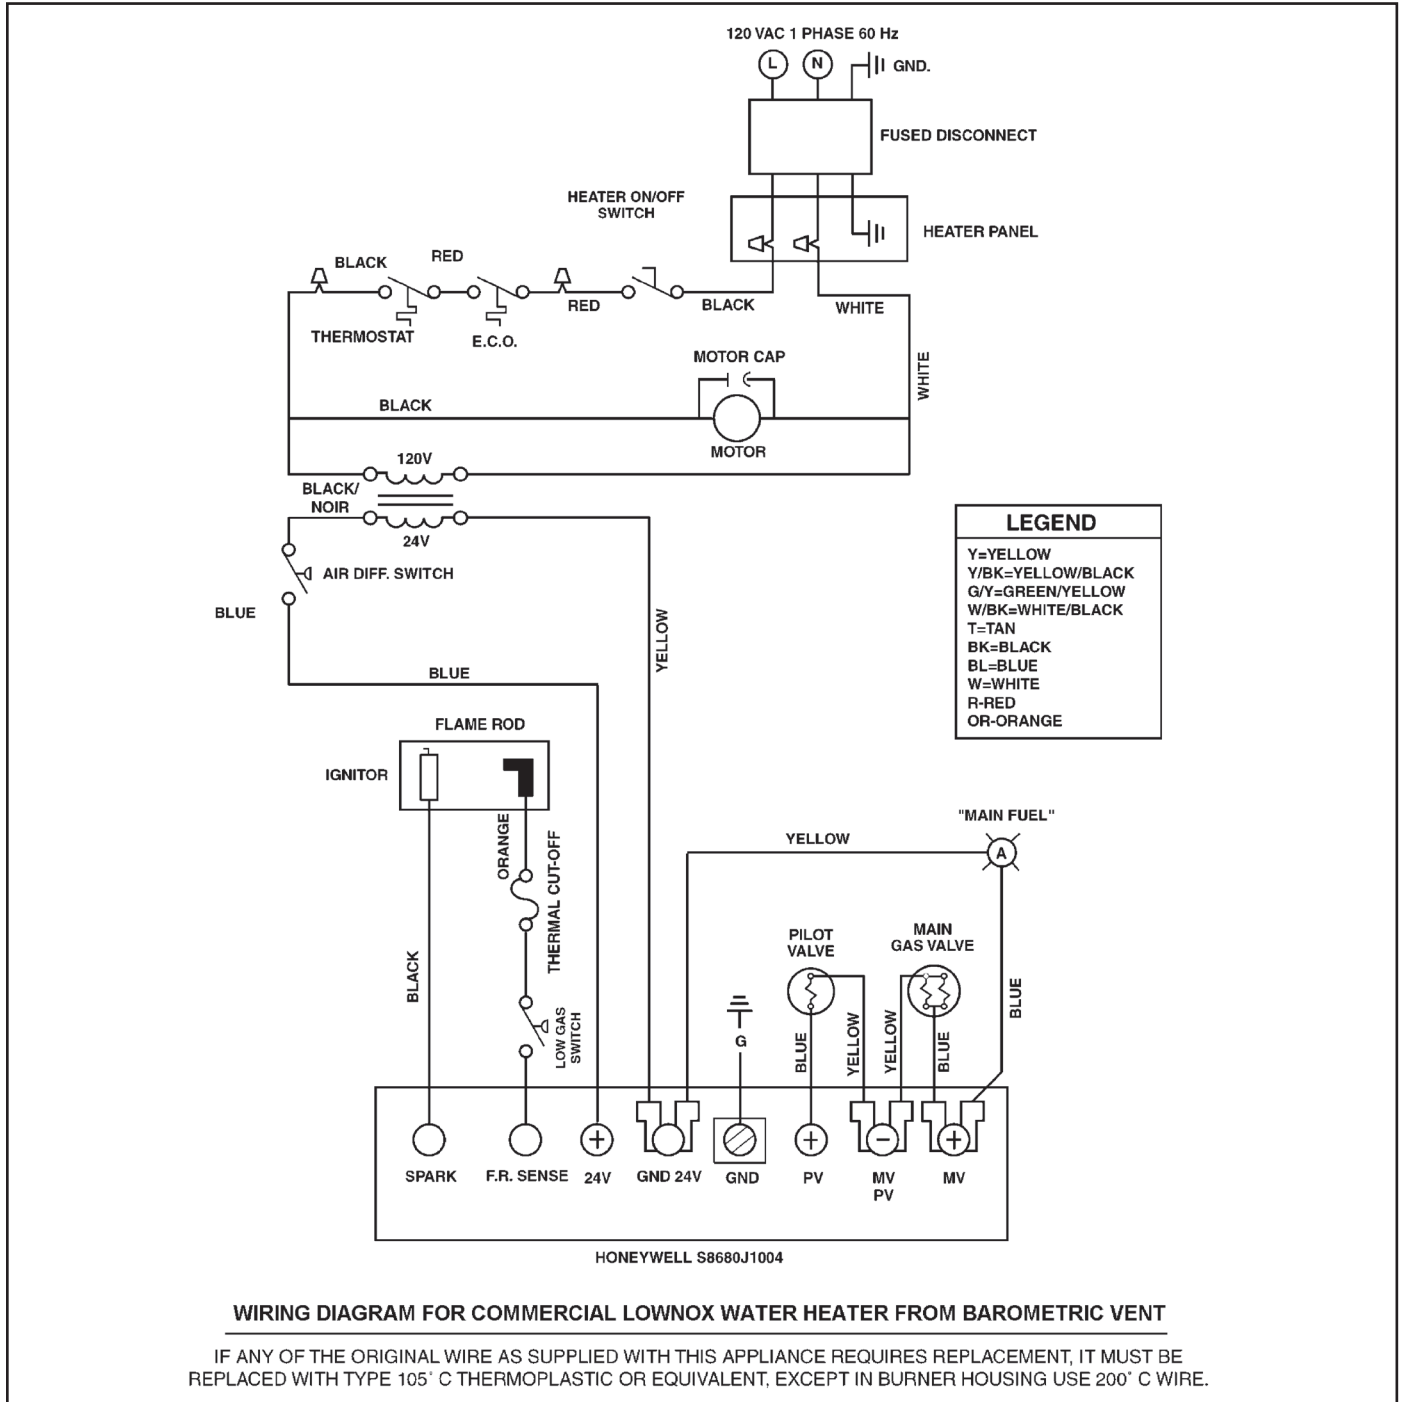 120 VAC 1 PHASE 60 Hz
L
N
GND.
FUSED DISCONNECT
HEATER ON/OFF
SWITCH
HEATER PANEL
BLACK
RED
RED
BLACK
WHITE
THERMOSTAT
E.C.O.
WHITE
MOTOR CAP
BLACK
MOTOR
120V
BLACK/
NOIR
24V
AIR DIFF. SWITCH
BLUE
YELLOW
BLUE
LEGEND
Y=YELLOW
Y/BK=YELLOW/BLACK
G/Y=GREEN/YELLOW
W/BK=WHITE/BLACK
T=TAN
BK=BLACK
BL=BLUE
W=WHITE
R-RED
OR-ORANGE
FLAME ROD
IGNITOR
ORANGE
THERMAL CUT-OFF
"MAIN FUEL"
YELLOW
A
PILOT
VALVE
MAIN
GAS VALVE
BLACK
LOW GAS
SWITCH
G
BLUE
YELLOW
YELLOW
BLUE
BLUE
+
+
−
+
SPARK
F.R. SENSE
24V
GND 24V
GND
PV
MV
PV
MV
HONEYWELL S8680J1004
WIRING DIAGRAM FOR COMMERCIAL LOWNOX WATER HEATER FROM BAROMETRIC VENT
IF ANY OF THE ORIGINAL WIRE AS SUPPLIED WITH THIS APPLIANCE REQUIRES REPLACEMENT, IT MUST BE
REPLACED WITH TYPE 105° C THERMOPLASTIC OR EQUIVALENT, EXCEPT IN BURNER HOUSING USE 200° C WIRE.